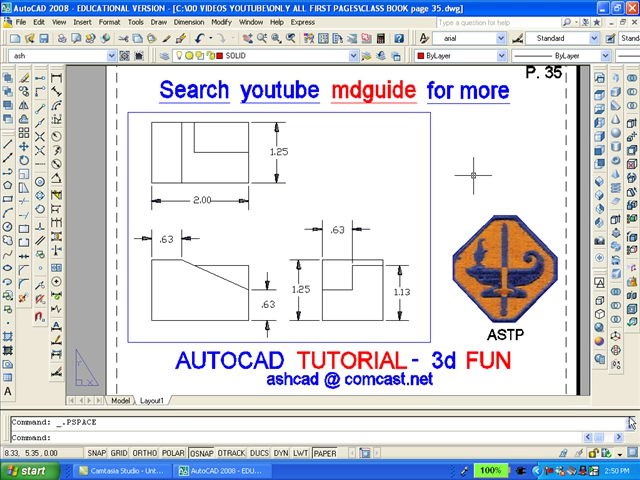 AutoCAD 2008 - EDUCATIONAL VERSION - [C:\00 VIDEOS YOUTUBE\ONLY ALL FIRST PAGES\CLASS BOOK page 35.dwg]
File Edit View Insert Format Tools Draw Dimension Modify Window Help Express
Type a question for help
ash
SOLID
arial
Standard
Standa
ByLayer
ByLayer
P. 35
Search youtube mdguide for more
1.25
2.00
.63
.63
.63
1.25
1.13
ASTP
AUTOCAD TUTORIAL - 3d FUN
ashcad @ comcast.net
Model Layout1
Command: _.PSPACE
Command:
8.33, 5.35, 0.00 SNAP GRID ORTHO POLAR OSNAP OTRACK DUCS DYN LWT PAPER
start
Camtasia Studio - Unt...
AutoCAD 2008 - EDU...
100%
2:50 PM